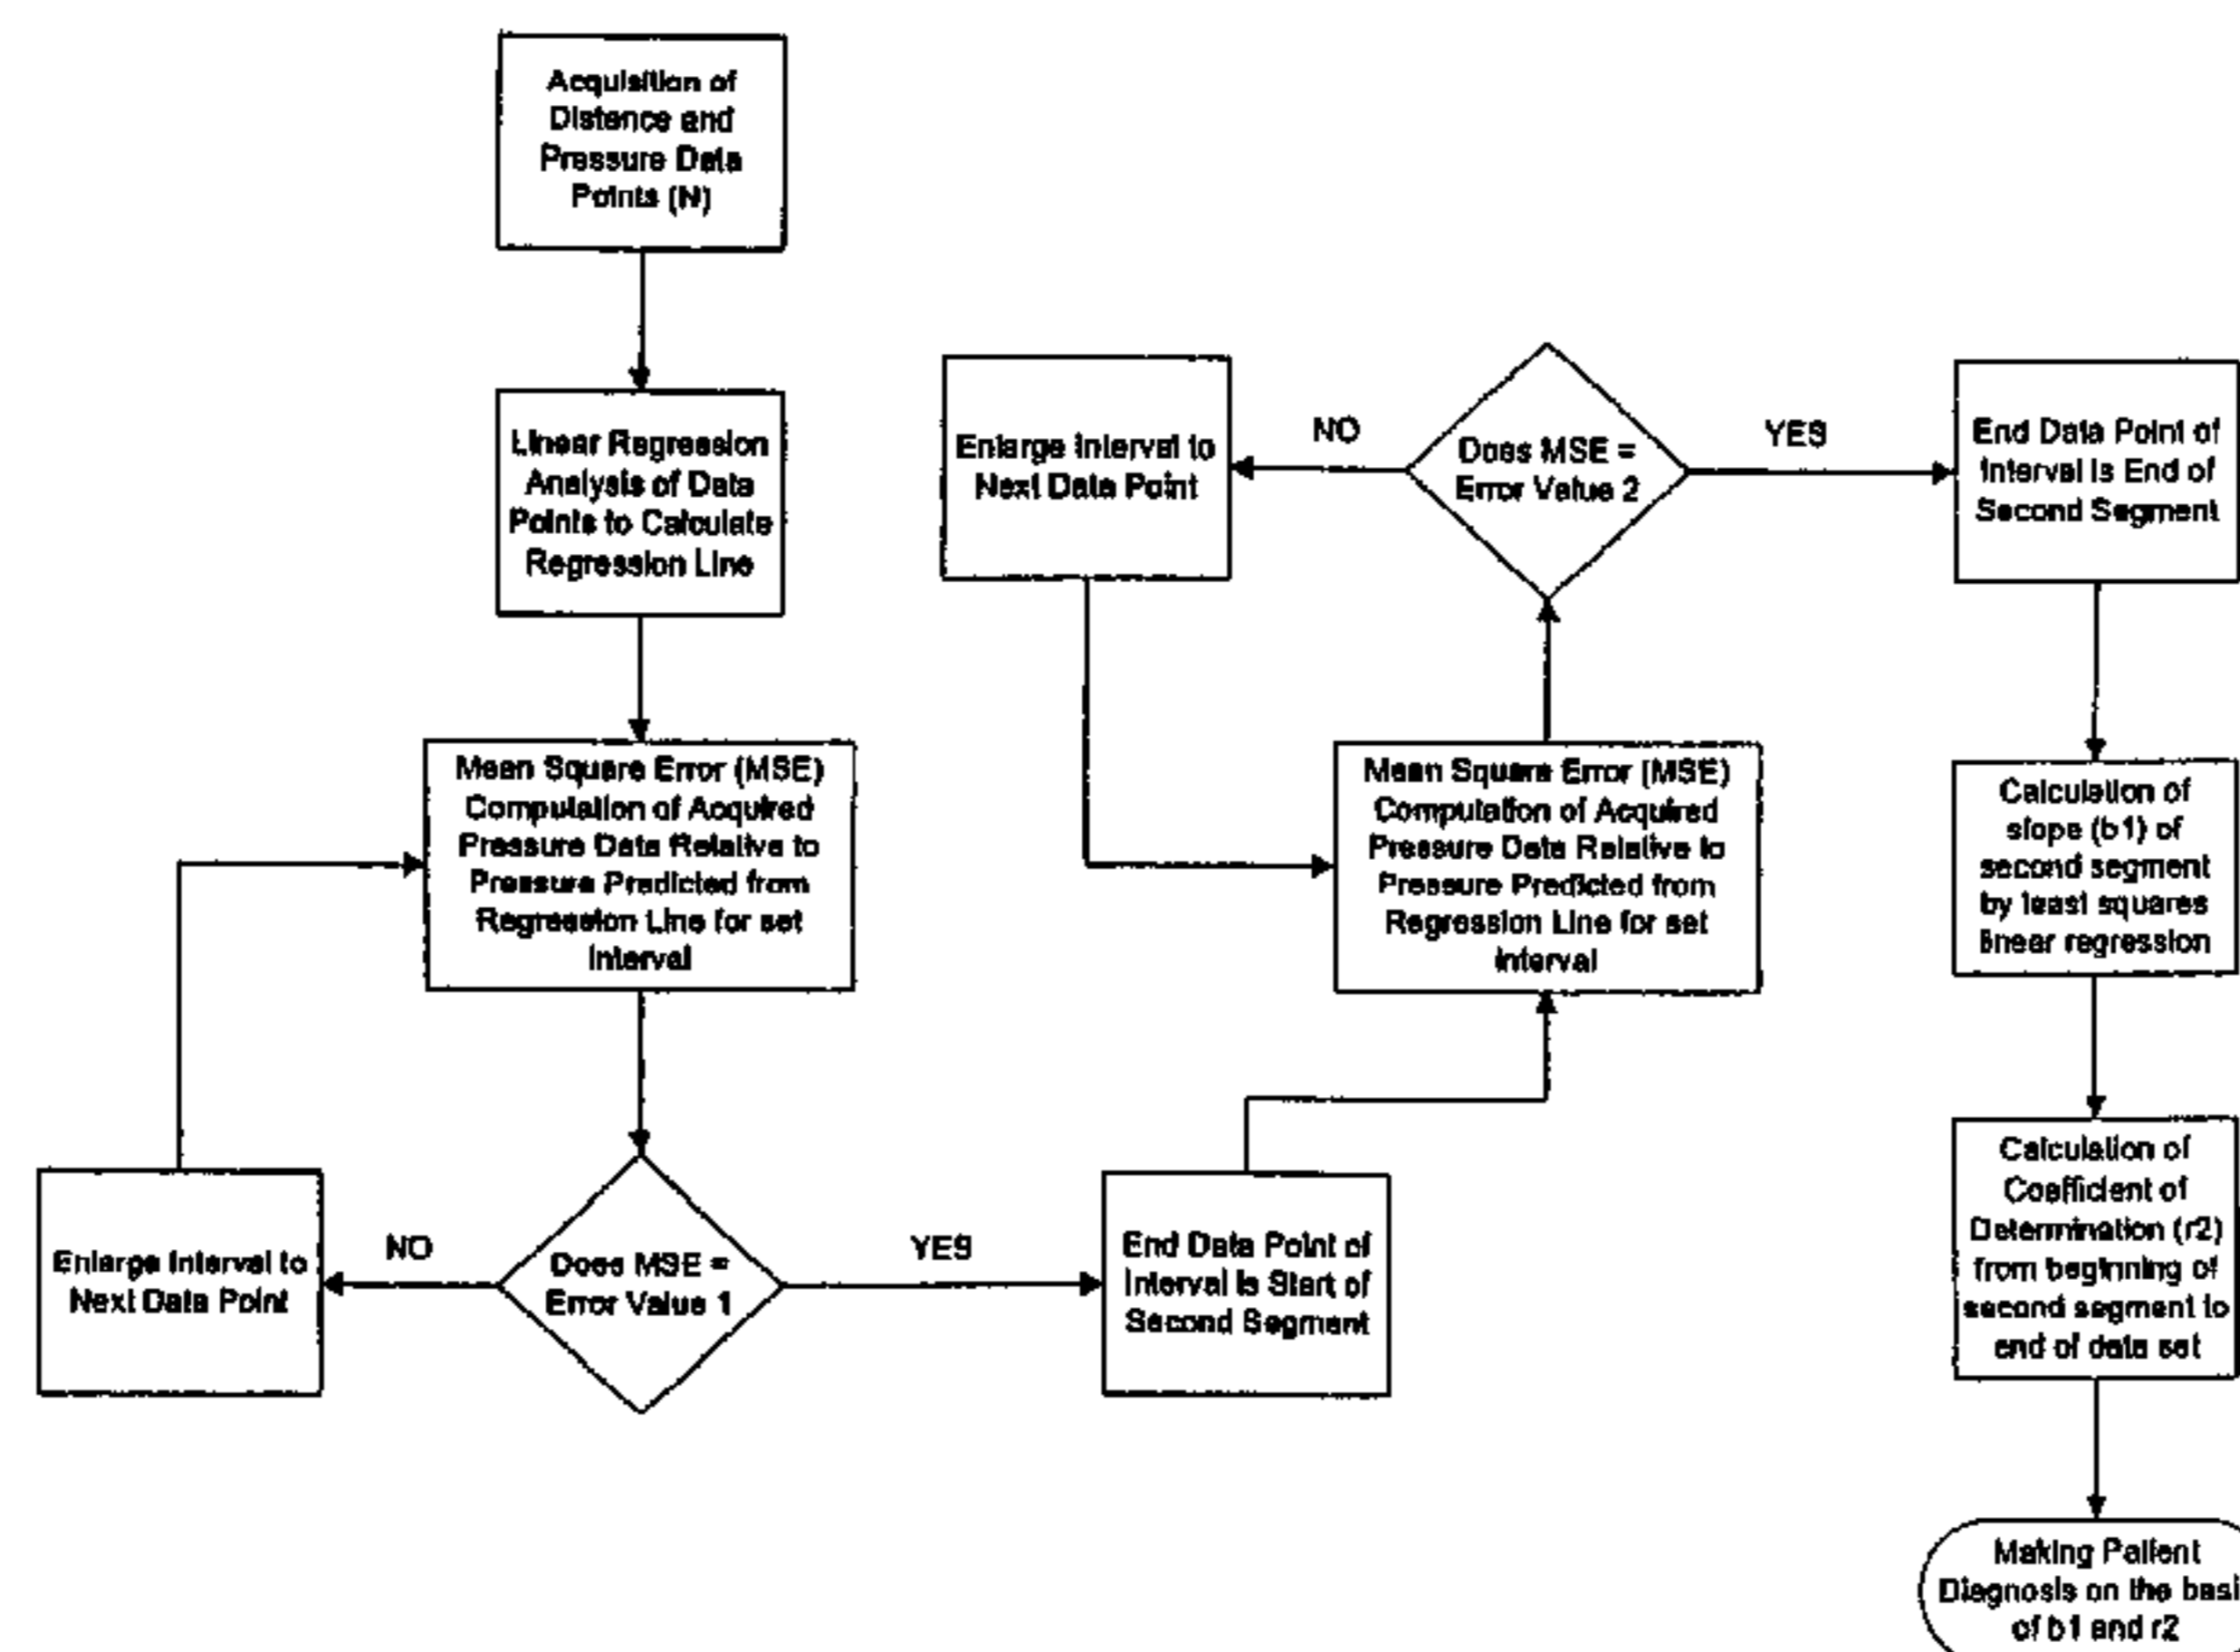 Acquisition of
Distance and
Pressure Data
Points (N)
Linear Regression
Analysis of Data
Points to Calculate
Regression Line
Mean Square Error (MSE)
Computation of Acquired
Pressure Data Relative to
Pressure Predicted from
Regression Line for set
Interval
Does MSE =
Error Value 1
NO
Enlarge Interval to
Next Data Point
YES
End Data Point of
Interval is Start of
Second Segment
Mean Square Error (MSE)
Computation of Acquired
Pressure Data Relative to
Pressure Predicted from
Regression Line for set
Interval
Does MSE =
Error Value 2
NO
Enlarge Interval to
Next Data Point
YES
End Data Point of
Interval is End of
Second Segment
Calculation of
slope (b1) of
second segment
by least squares
linear regression
Calculation of
Coefficient of
Determination (r2)
from beginning of
second segment to
end of data set
Making Patient
Diagnosis on the basi
of b1 and r2